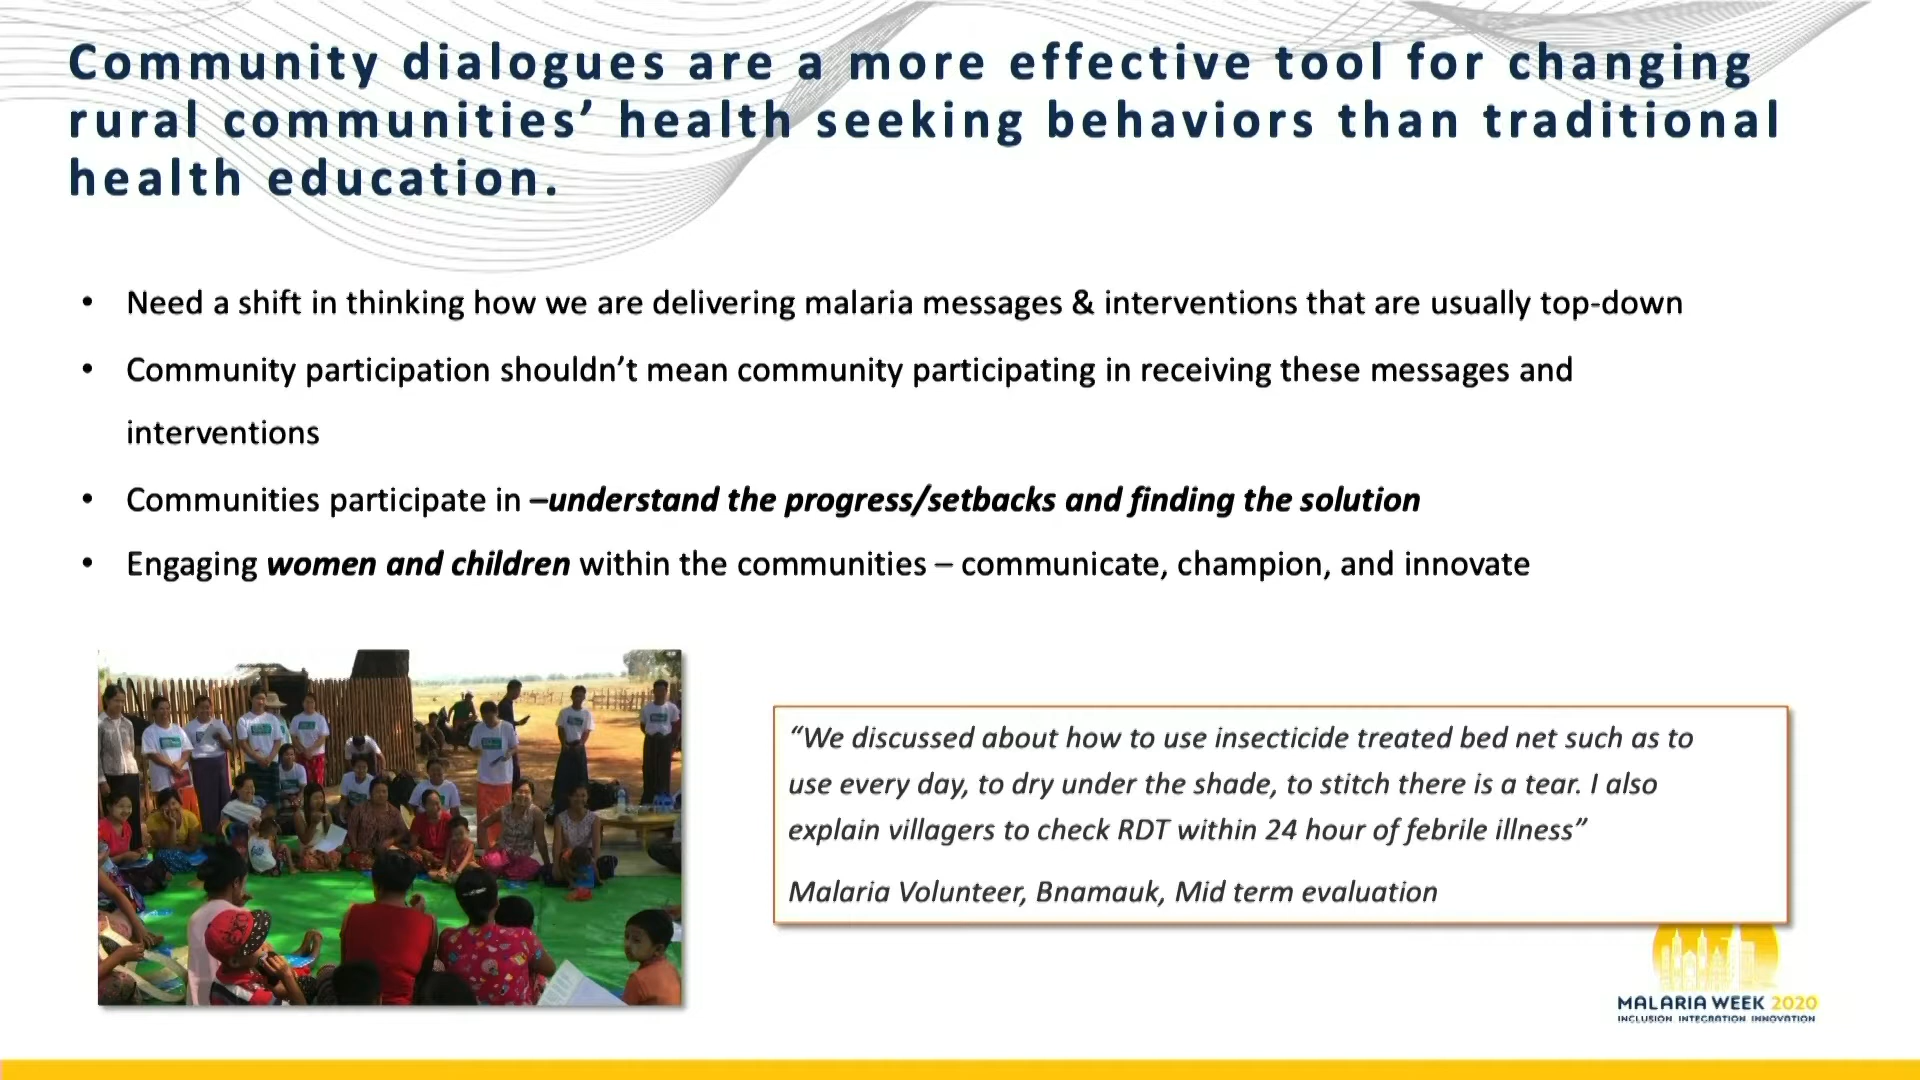 Community dialogues are a more effective tool for changing
rural communities’ health seeking behaviors than traditional
health education.
• Need a shift in thinking how we are delivering malaria messages & interventions that are usually top-down
• Community participation shouldn’t mean community participating in receiving these messages and
interventions
• Communities participate in –understand the progress/setbacks and finding the solution
• Engaging women and children within the communities – communicate, champion, and innovate
“We discussed about how to use insecticide treated bed net such as to
use every day, to dry under the shade, to stitch there is a tear. I also
explain villagers to check RDT within 24 hour of febrile illness”
Malaria Volunteer, Bnamauk, Mid term evaluation
MALARIA WEEK 2020
INCLUSION INTEGRATION INNOVATION